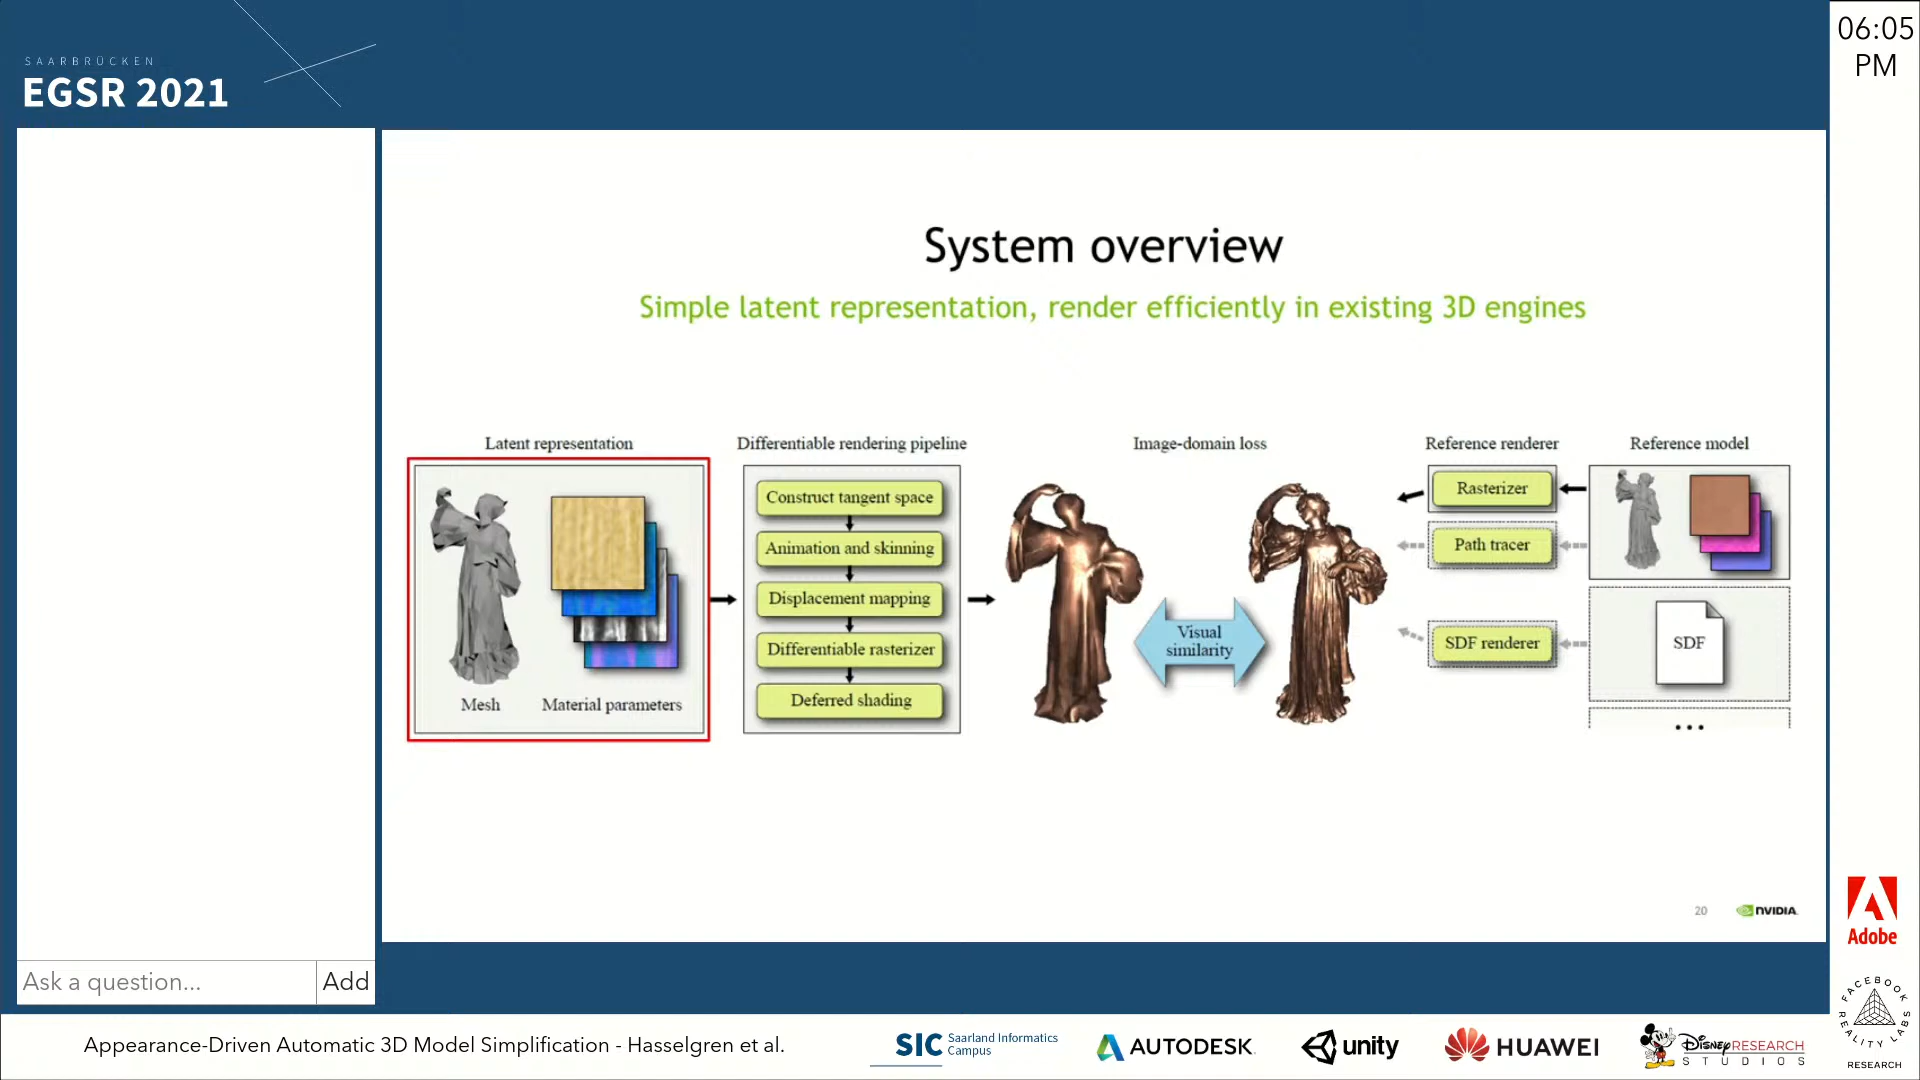 SAARBRÜCKEN
EGSR 2021
06:05
PM
System overview
Simple latent representation, render efficiently in existing 3D engines
Latent representation
Differentiable rendering pipeline
Image-domain loss
Reference renderer
Reference model
Mesh
Material parameters
Construct tangent space
Animation and skinning
Displacement mapping
Differentiable rasterizer
Deferred shading
Visual
similarity
Rasterizer
Path tracer
SDF renderer
SDF
...
20
NVIDIA
Ask a question...
Add
Adobe
FACEBOOK
REALITY LABS
RESEARCH
Appearance-Driven Automatic 3D Model Simplification - Hasselgren et al.
SIC
Saarland Informatics
Campus
AUTODESK
unity
HUAWEI
Disney RESEARCH
STUDIOS